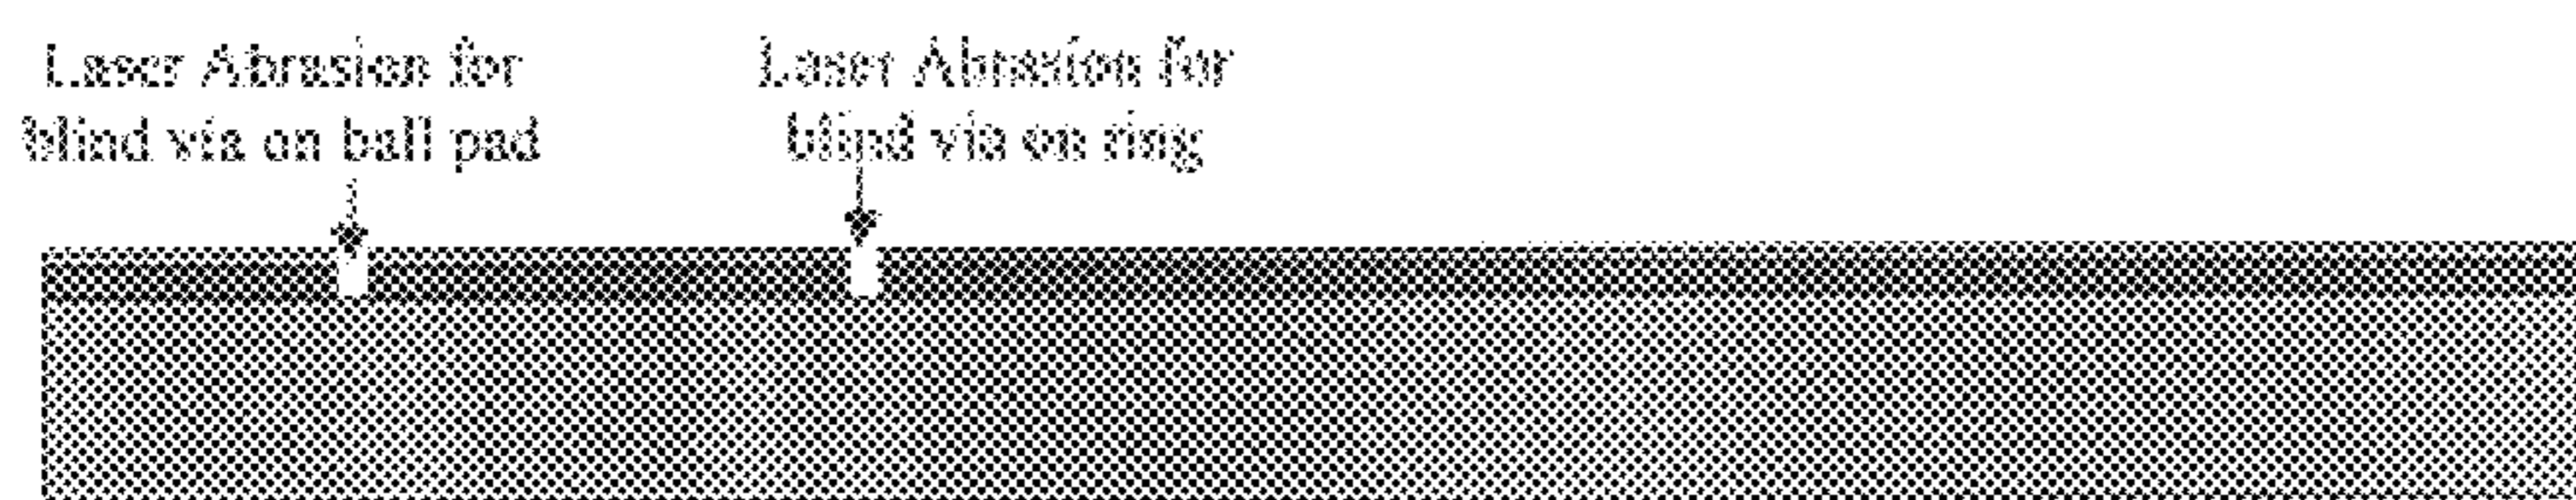 Laser Abrasion for
blind via on ball pad
Laser Abrasion for
blind via on ring